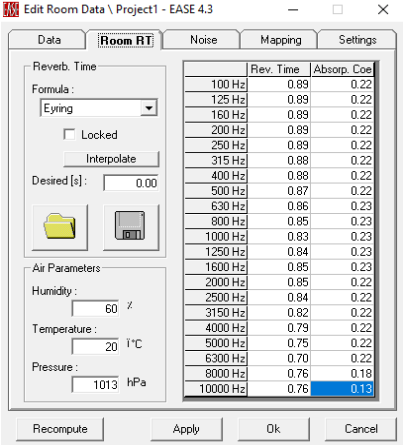 EASE Edit Room Data \ Project1 - EASE 4.3
Data Room RT Noise Mapping Settings
Reverb. Time
Formula :
Eyring
Locked
Interpolate
Desired [s] : 0.00
Air Parameters
Humidity :
60 %
Temperature :
20 Ï°C
Pressure :
1013 hPa
Rev. Time Absorp. Coe
100 Hz 0.89 0.22
125 Hz 0.89 0.22
160 Hz 0.89 0.22
200 Hz 0.89 0.22
250 Hz 0.89 0.22
315 Hz 0.88 0.22
400 Hz 0.88 0.22
500 Hz 0.87 0.22
630 Hz 0.86 0.23
800 Hz 0.85 0.23
1000 Hz 0.83 0.23
1250 Hz 0.84 0.23
1600 Hz 0.85 0.23
2000 Hz 0.85 0.22
2500 Hz 0.84 0.22
3150 Hz 0.82 0.22
4000 Hz 0.79 0.22
5000 Hz 0.75 0.22
6300 Hz 0.70 0.22
8000 Hz 0.76 0.18
10000 Hz 0.76 0.13
Recompute Apply Ok Cancel